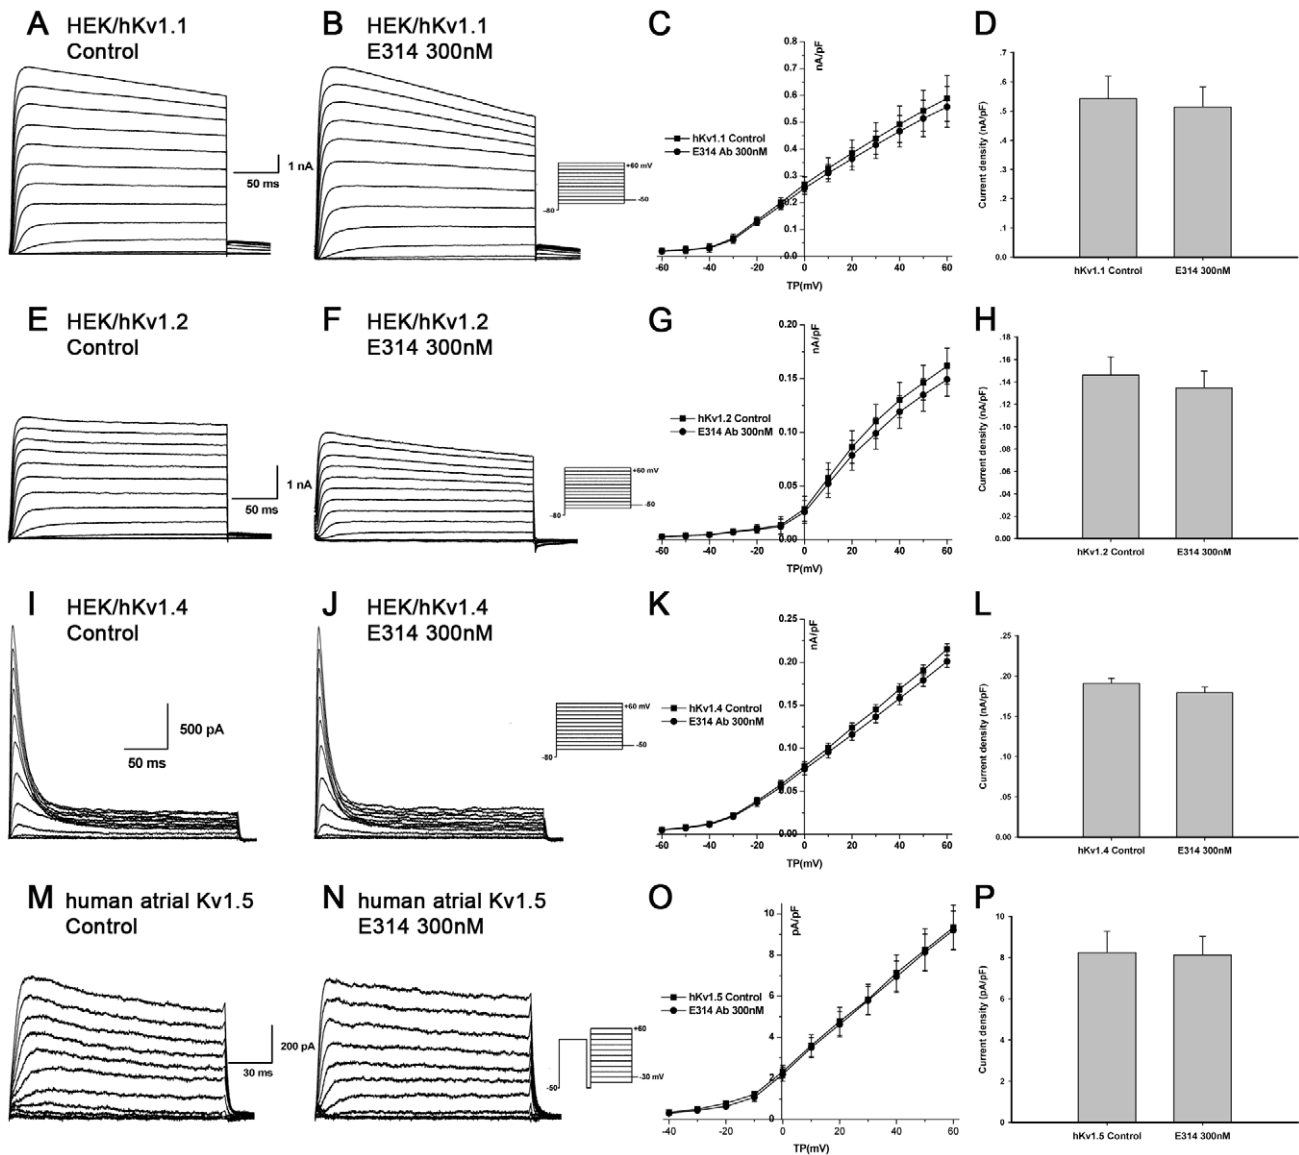 A HEK/hKv1.1
Control
B HEK/hKv1.1
E314 300nM
C
D
1 nA
50 ms
+60 mV
-50
-80
hKv1.1 Control
E314 Ab 300nM
nA/pF
0.8
0.7
0.6
0.5
0.4
0.3
0.2
0.1
0.0
-60 -40 -20 0 20 40 60
TP(mV)
Current density (nA/pF)
.7
.6
.5
.4
.3
.2
.1
0.0
hKv1.1 Control E314 300nM
E HEK/hKv1.2
Control
F HEK/hKv1.2
E314 300nM
G
H
1 nA
50 ms
+60 mV
-50
-80
hKv1.2 Control
E314 Ab 300nM
nA/pF
0.20
0.15
0.10
0.05
0.00
-60 -40 -20 0 20 40 60
TP(mV)
Current density (nA/pF)
.18
.16
.14
.12
.10
.08
.06
.04
.02
0.00
hKv1.2 Control E314 300nM
I HEK/hKv1.4
Control
J HEK/hKv1.4
E314 300nM
K
L
500 pA
50 ms
+60 mV
-50
-80
hKv1.4 Control
E314 Ab 300nM
nA/pF
0.25
0.20
0.15
0.10
0.05
0.00
-60 -40 -20 0 20 40 60
TP(mV)
Current density (nA/pF)
.25
.20
.15
.10
.05
0.00
hKv1.4 Control E314 300nM
M human atrial Kv1.5
Control
N human atrial Kv1.5
E314 300nM
O
P
200 pA
30 ms
+60
-30 mV
-50
hKv1.5 Control
E314 Ab 300nM
pA/pF
10
8
6
4
2
0
-40 -20 0 20 40 60
TP(mV)
Current density (pA/pF)
10
8
6
4
2
0
hKv1.5 Control E314 300nM